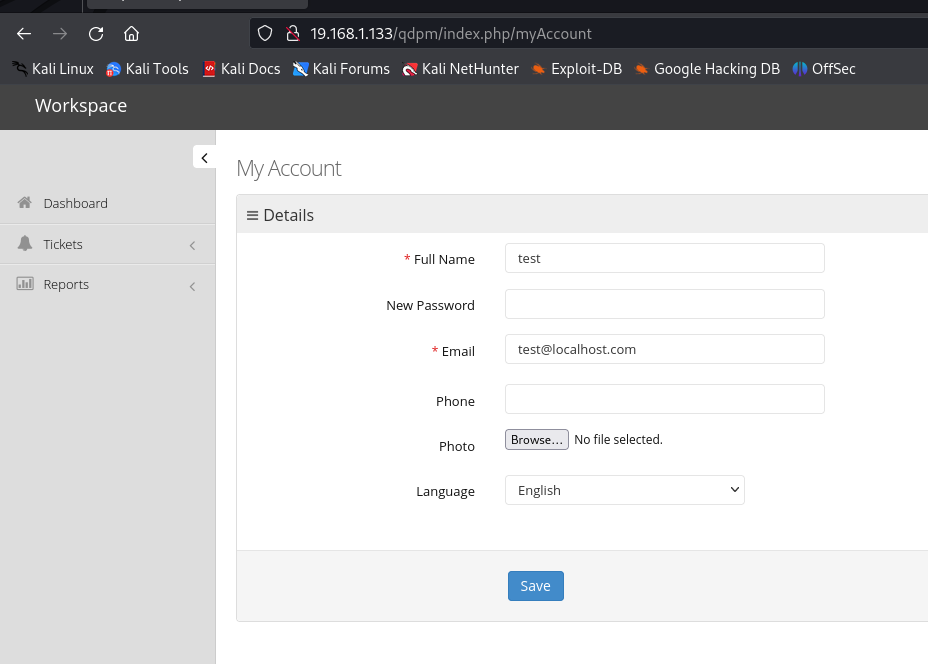 19.168.1.133/qdpm/index.php/myAccount
Kali Linux Kali Tools Kali Docs Kali Forums Kali NetHunter Exploit-DB Google Hacking DB OffSec
Workspace
My Account
Dashboard
Tickets
Reports
Details
* Full Name test
New Password
* Email test@localhost.com
Phone
Photo Browse... No file selected.
Language English
Save